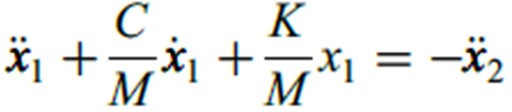 ẍ₁ + C/M ẋ₁ + K/M x₁ = −ẍ₂